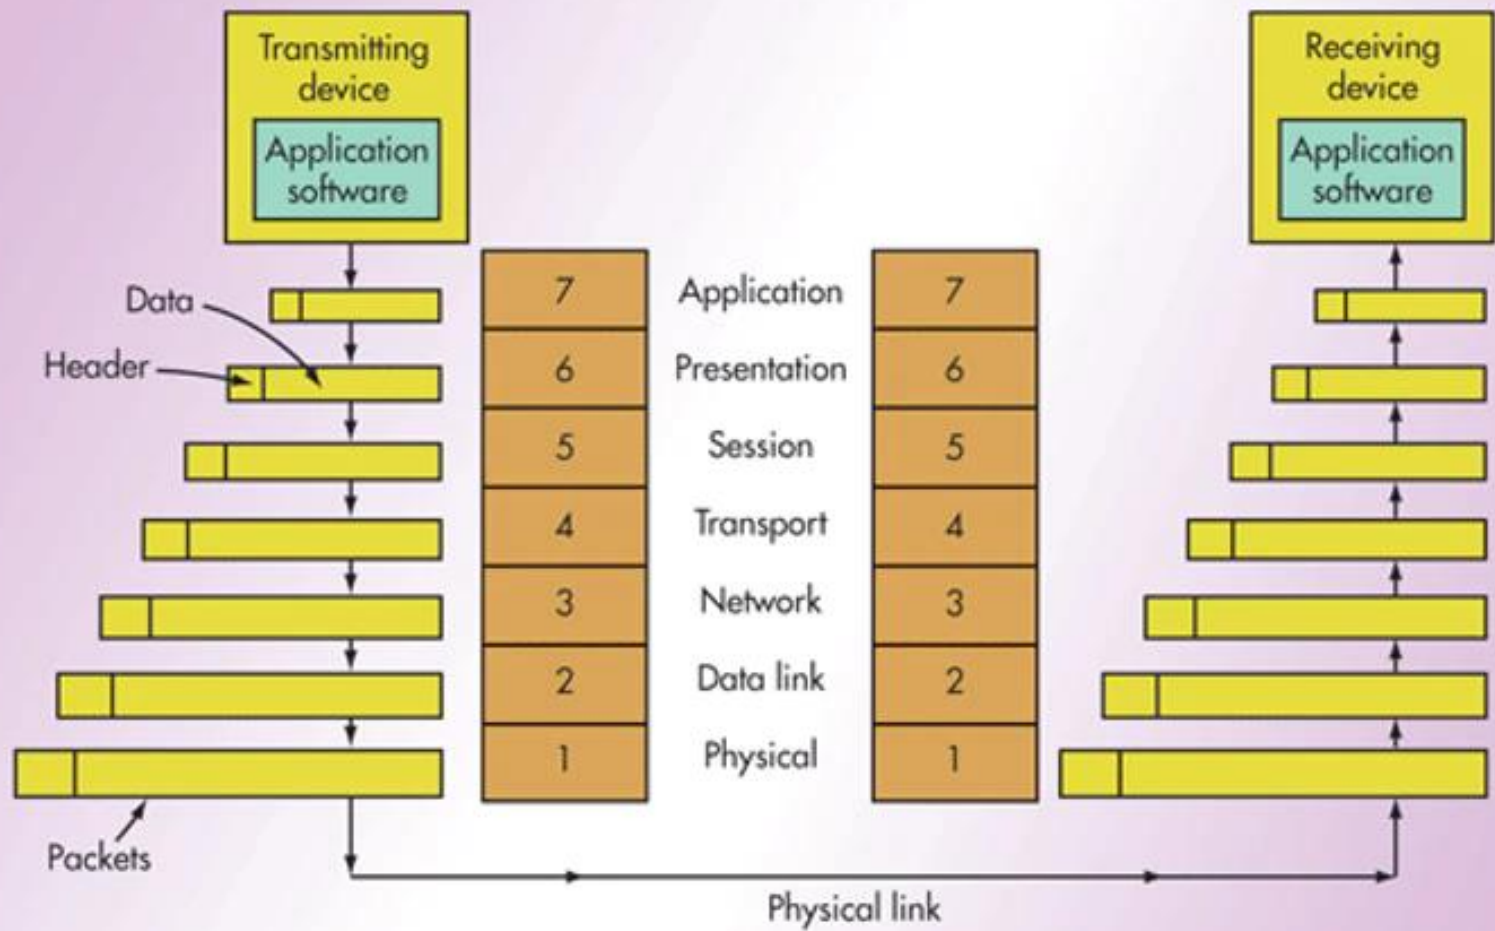 Transmitting
device
Application
software
Receiving
device
Application
software
Data
Header
7 Application 7
6 Presentation 6
5 Session 5
4 Transport 4
3 Network 3
2 Data link 2
1 Physical 1
Packets
Physical link